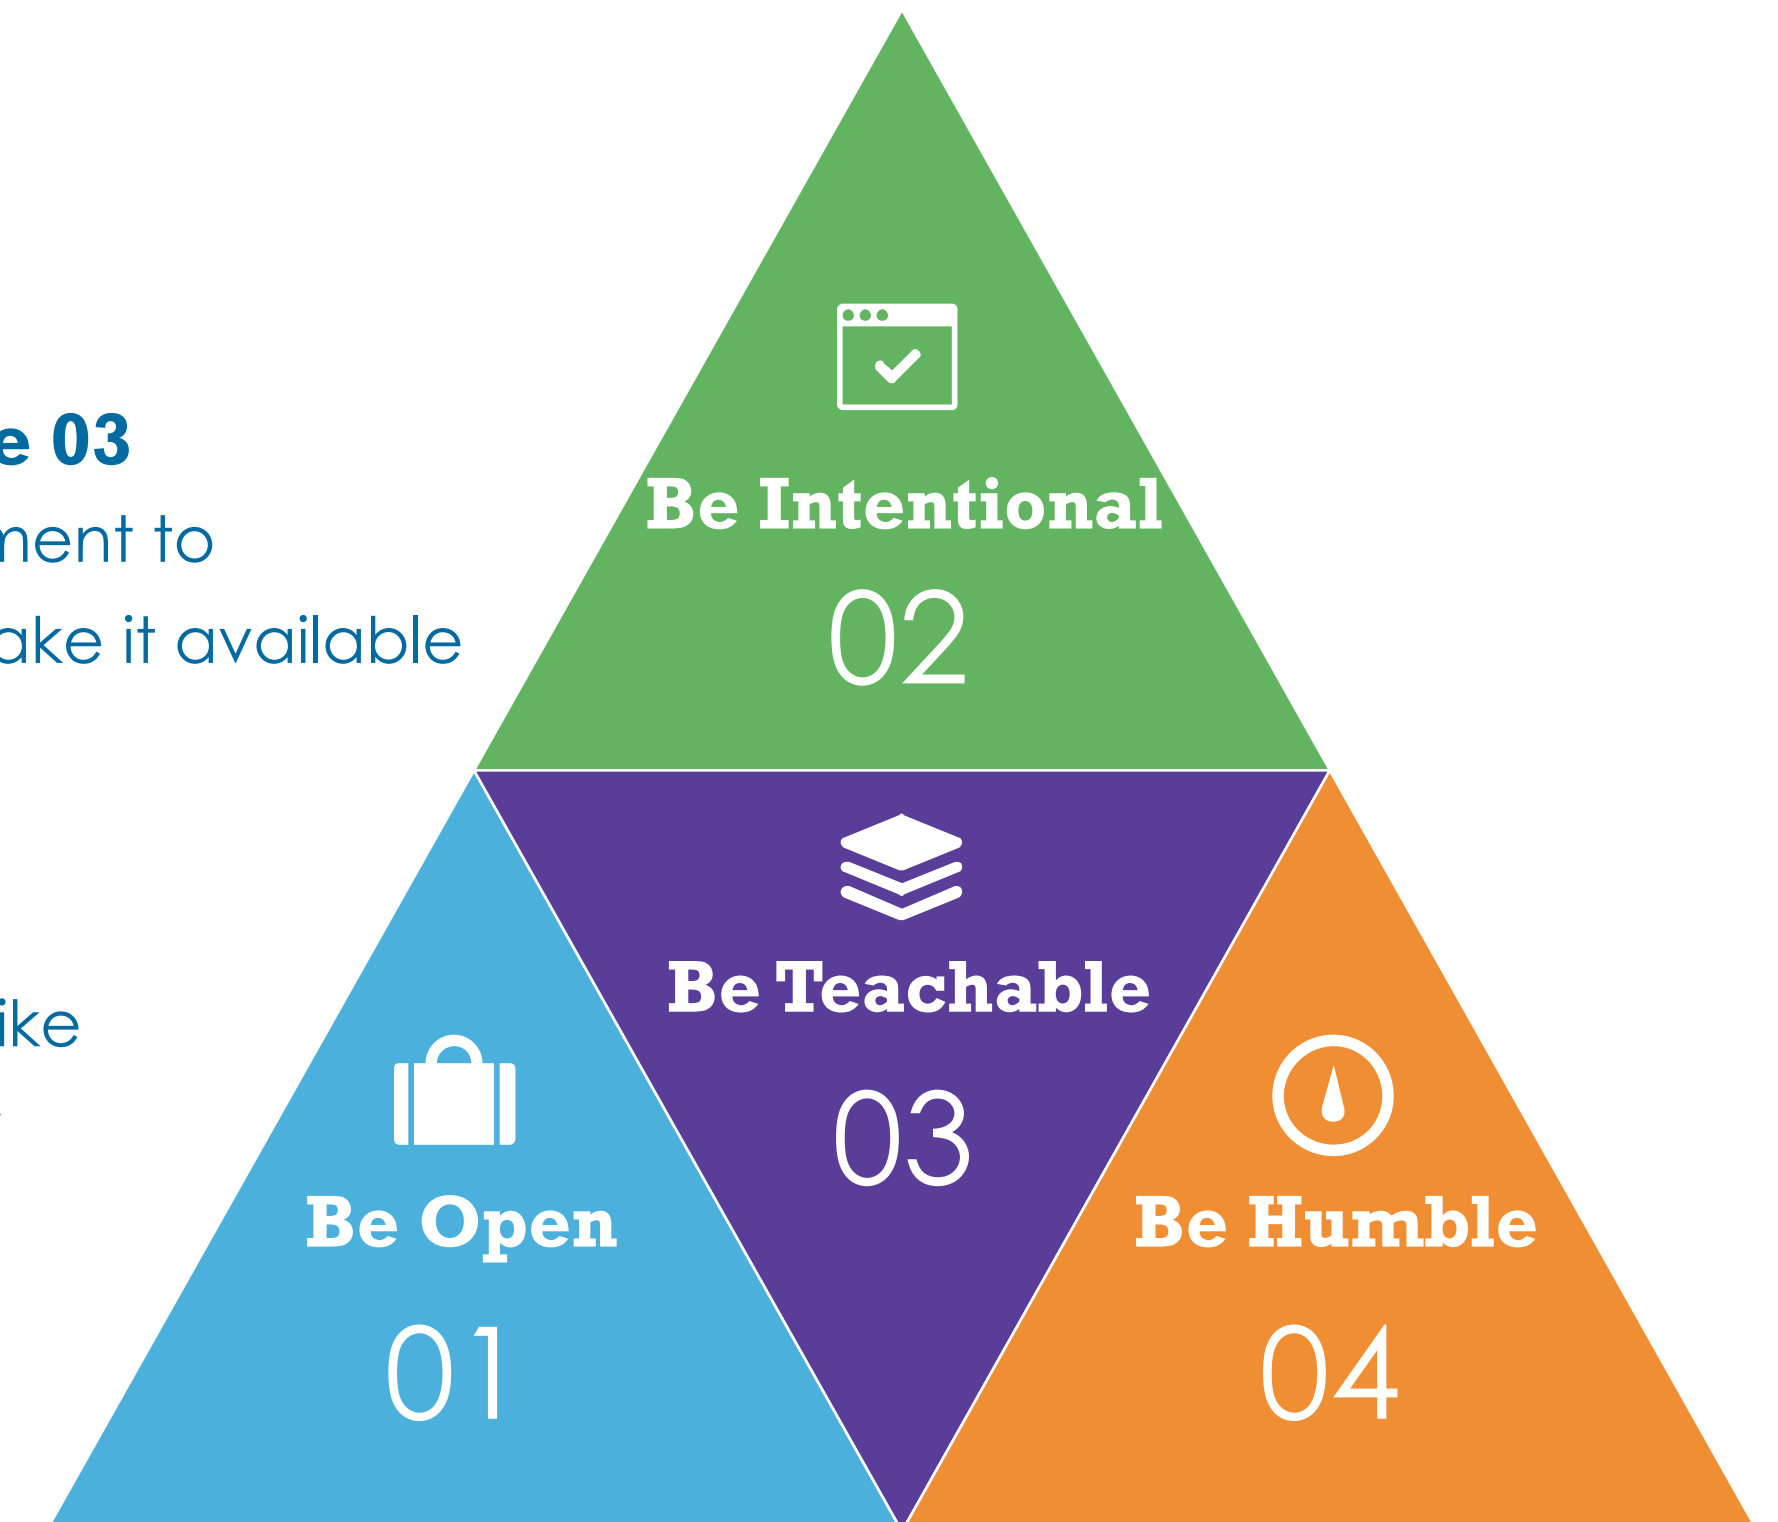 e 03
ment to
ake it available
ike
Be Intentional
02
Be Teachable
03
Be Open
01
Be Humble
04